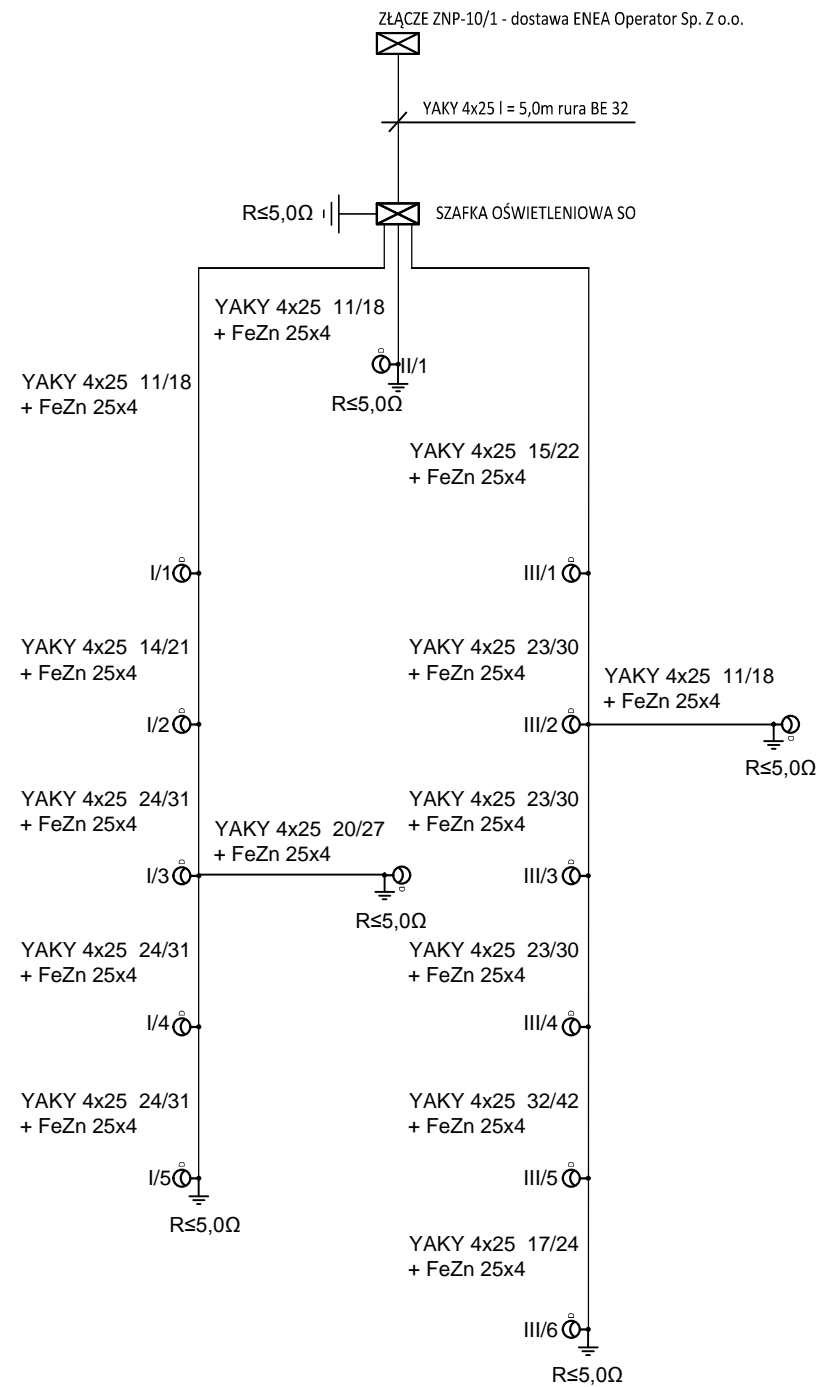 ZŁĄCZE ZNP-10/1 - dostawa ENEA Operator Sp. Z o.o.
YAKY 4x25 l = 5,0m rura BE 32
R≤5,0Ω
SZAFKA OŚWIETLENIOWA SO
YAKY 4x25 11/18
+ FeZn 25x4
II/1
R≤5,0Ω
YAKY 4x25 11/18
+ FeZn 25x4
YAKY 4x25 15/22
+ FeZn 25x4
I/1
III/1
YAKY 4x25 14/21
+ FeZn 25x4
YAKY 4x25 23/30
+ FeZn 25x4
YAKY 4x25 11/18
+ FeZn 25x4
I/2
III/2
R≤5,0Ω
YAKY 4x25 24/31
+ FeZn 25x4
YAKY 4x25 20/27
+ FeZn 25x4
YAKY 4x25 23/30
+ FeZn 25x4
I/3
III/3
R≤5,0Ω
YAKY 4x25 24/31
+ FeZn 25x4
YAKY 4x25 23/30
+ FeZn 25x4
I/4
III/4
YAKY 4x25 24/31
+ FeZn 25x4
YAKY 4x25 32/42
+ FeZn 25x4
I/5
III/5
R≤5,0Ω
YAKY 4x25 17/24
+ FeZn 25x4
III/6
R≤5,0Ω